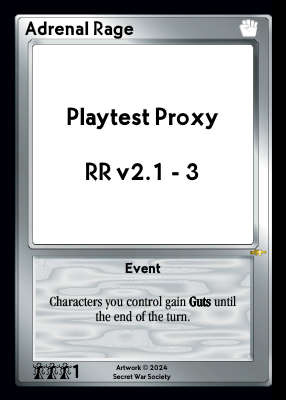 Adrenal Rage
Playtest Proxy
RR v2.1 - 3
Event
Characters you control gain Guts until
the end of the turn.
1
Artwork © 2024
Secret War Society